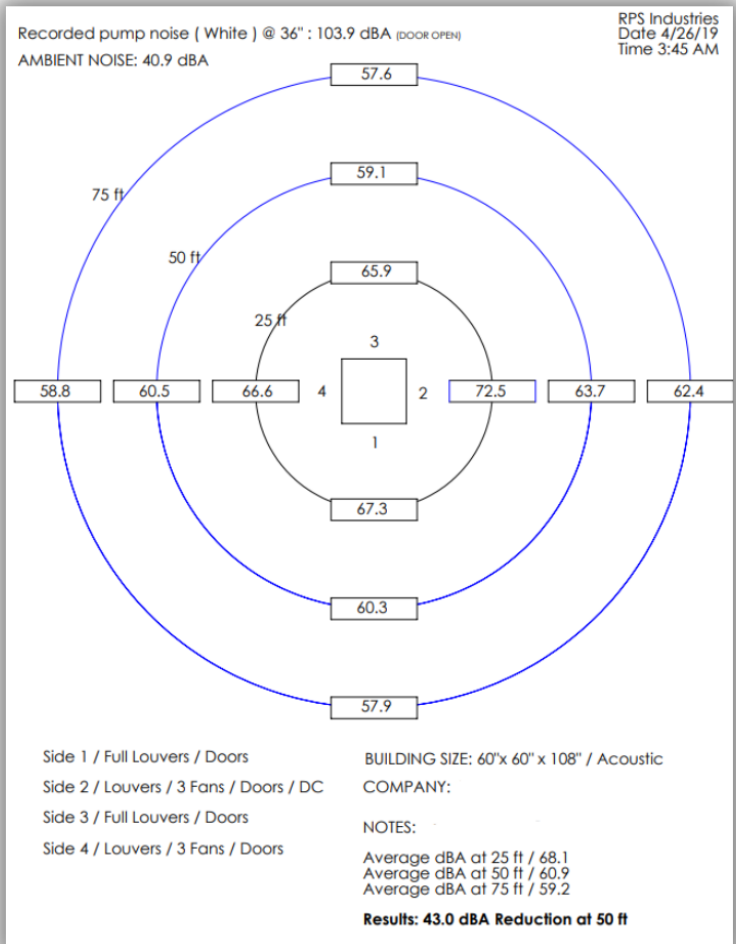 Recorded pump noise ( White ) @ 36" : 103.9 dBA (DOOR OPEN)
AMBIENT NOISE: 40.9 dBA
RPS Industries
Date 4/26/19
Time 3:45 AM
57.6
75 ft
59.1
50 ft
65.9
25 ft
3
58.8
60.5
66.6
4
2
72.5
63.7
62.4
1
67.3
60.3
57.9
Side 1 / Full Louvers / Doors
Side 2 / Louvers / 3 Fans / Doors / DC
Side 3 / Full Louvers / Doors
Side 4 / Louvers / 3 Fans / Doors
BUILDING SIZE: 60"x 60" x 108" / Acoustic
COMPANY:
NOTES:
Average dBA at 25 ft / 68.1
Average dBA at 50 ft / 60.9
Average dBA at 75 ft / 59.2
Results: 43.0 dBA Reduction at 50 ft